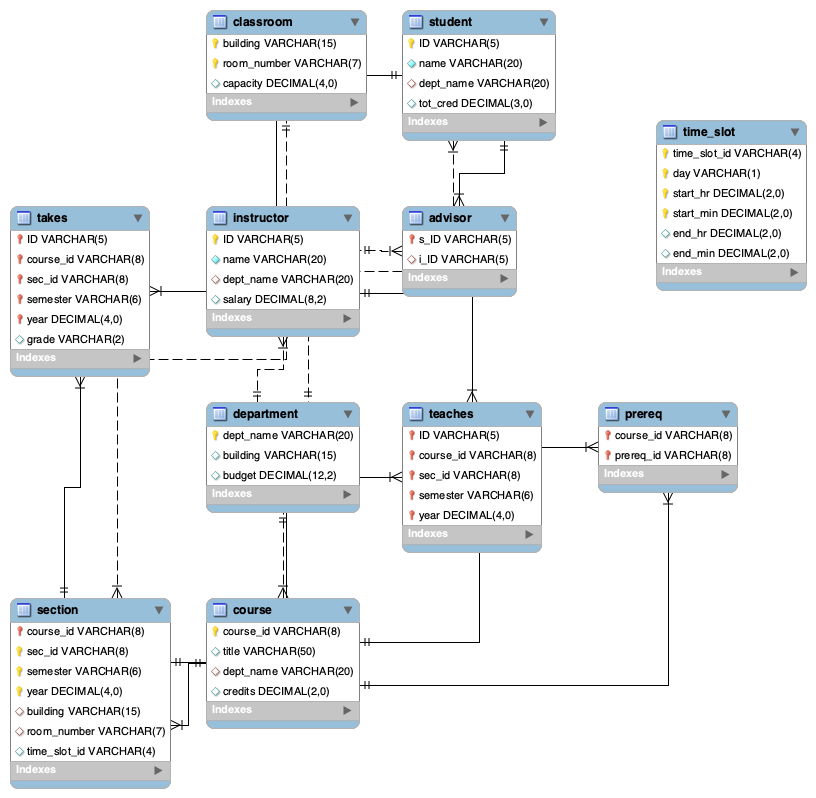 classroom
building VARCHAR(15)
room_number VARCHAR(7)
capacity DECIMAL(4,0)
Indexes
student
ID VARCHAR(5)
name VARCHAR(20)
dept_name VARCHAR(20)
tot_cred DECIMAL(3,0)
Indexes
time_slot
time_slot_id VARCHAR(4)
day VARCHAR(1)
start_hr DECIMAL(2,0)
start_min DECIMAL(2,0)
end_hr DECIMAL(2,0)
end_min DECIMAL(2,0)
Indexes
takes
ID VARCHAR(5)
course_id VARCHAR(8)
sec_id VARCHAR(8)
semester VARCHAR(6)
year DECIMAL(4,0)
grade VARCHAR(2)
Indexes
instructor
ID VARCHAR(5)
name VARCHAR(20)
dept_name VARCHAR(20)
salary DECIMAL(8,2)
Indexes
advisor
s_ID VARCHAR(5)
i_ID VARCHAR(5)
Indexes
department
dept_name VARCHAR(20)
building VARCHAR(15)
budget DECIMAL(12,2)
Indexes
teaches
ID VARCHAR(5)
course_id VARCHAR(8)
sec_id VARCHAR(8)
semester VARCHAR(6)
year DECIMAL(4,0)
Indexes
prereq
course_id VARCHAR(8)
prereq_id VARCHAR(8)
Indexes
section
course_id VARCHAR(8)
sec_id VARCHAR(8)
semester VARCHAR(6)
year DECIMAL(4,0)
building VARCHAR(15)
room_number VARCHAR(7)
time_slot_id VARCHAR(4)
Indexes
course
course_id VARCHAR(8)
title VARCHAR(50)
dept_name VARCHAR(20)
credits DECIMAL(2,0)
Indexes